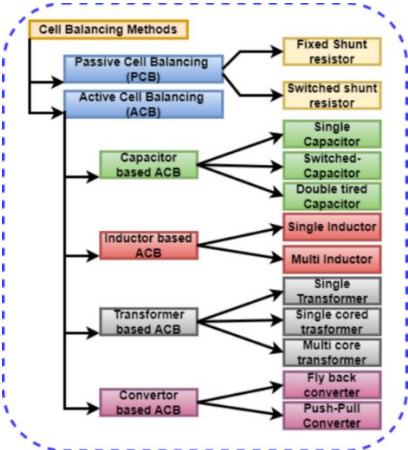 Cell Balancing Methods
Passive Cell Balancing
(PCB)
Fixed Shunt
resistor
Switched shunt
resistor
Active Cell Balancing
(ACB)
Capacitor
based ACB
Single
Capacitor
Switched-
Capacitor
Double tired
Capacitor
Inductor based
ACB
Single Inductor
Multi Inductor
Transformer
based ACB
Single
Transformer
Single cored
trasformer
Multi core
transformer
Convertor
based ACB
Fly back
converter
Push-Pull
Converter